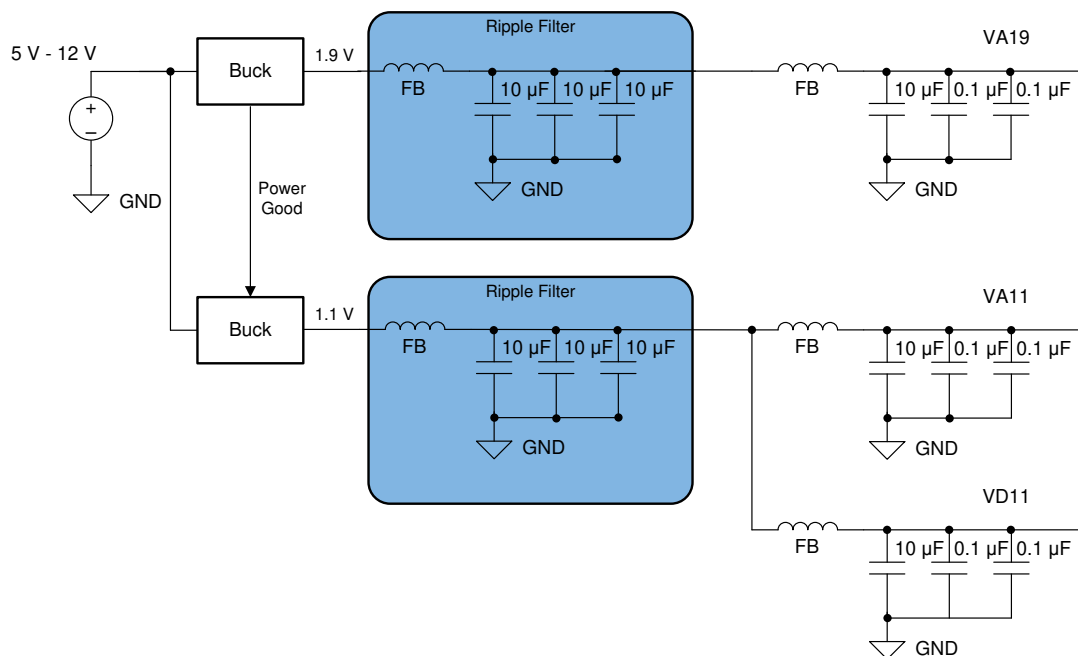 Ripple Filter
VA19
5 V - 12 V
1.9 V
Buck
FB
10 µF 10 µF 10 µF
FB
10 µF 0.1 µF 0.1 µF
+
−
GND
GND
GND
Power
Good
Ripple Filter
VA11
1.1 V
Buck
FB
10 µF 10 µF 10 µF
FB
10 µF 0.1 µF 0.1 µF
GND
GND
VD11
FB
10 µF 0.1 µF 0.1 µF
GND